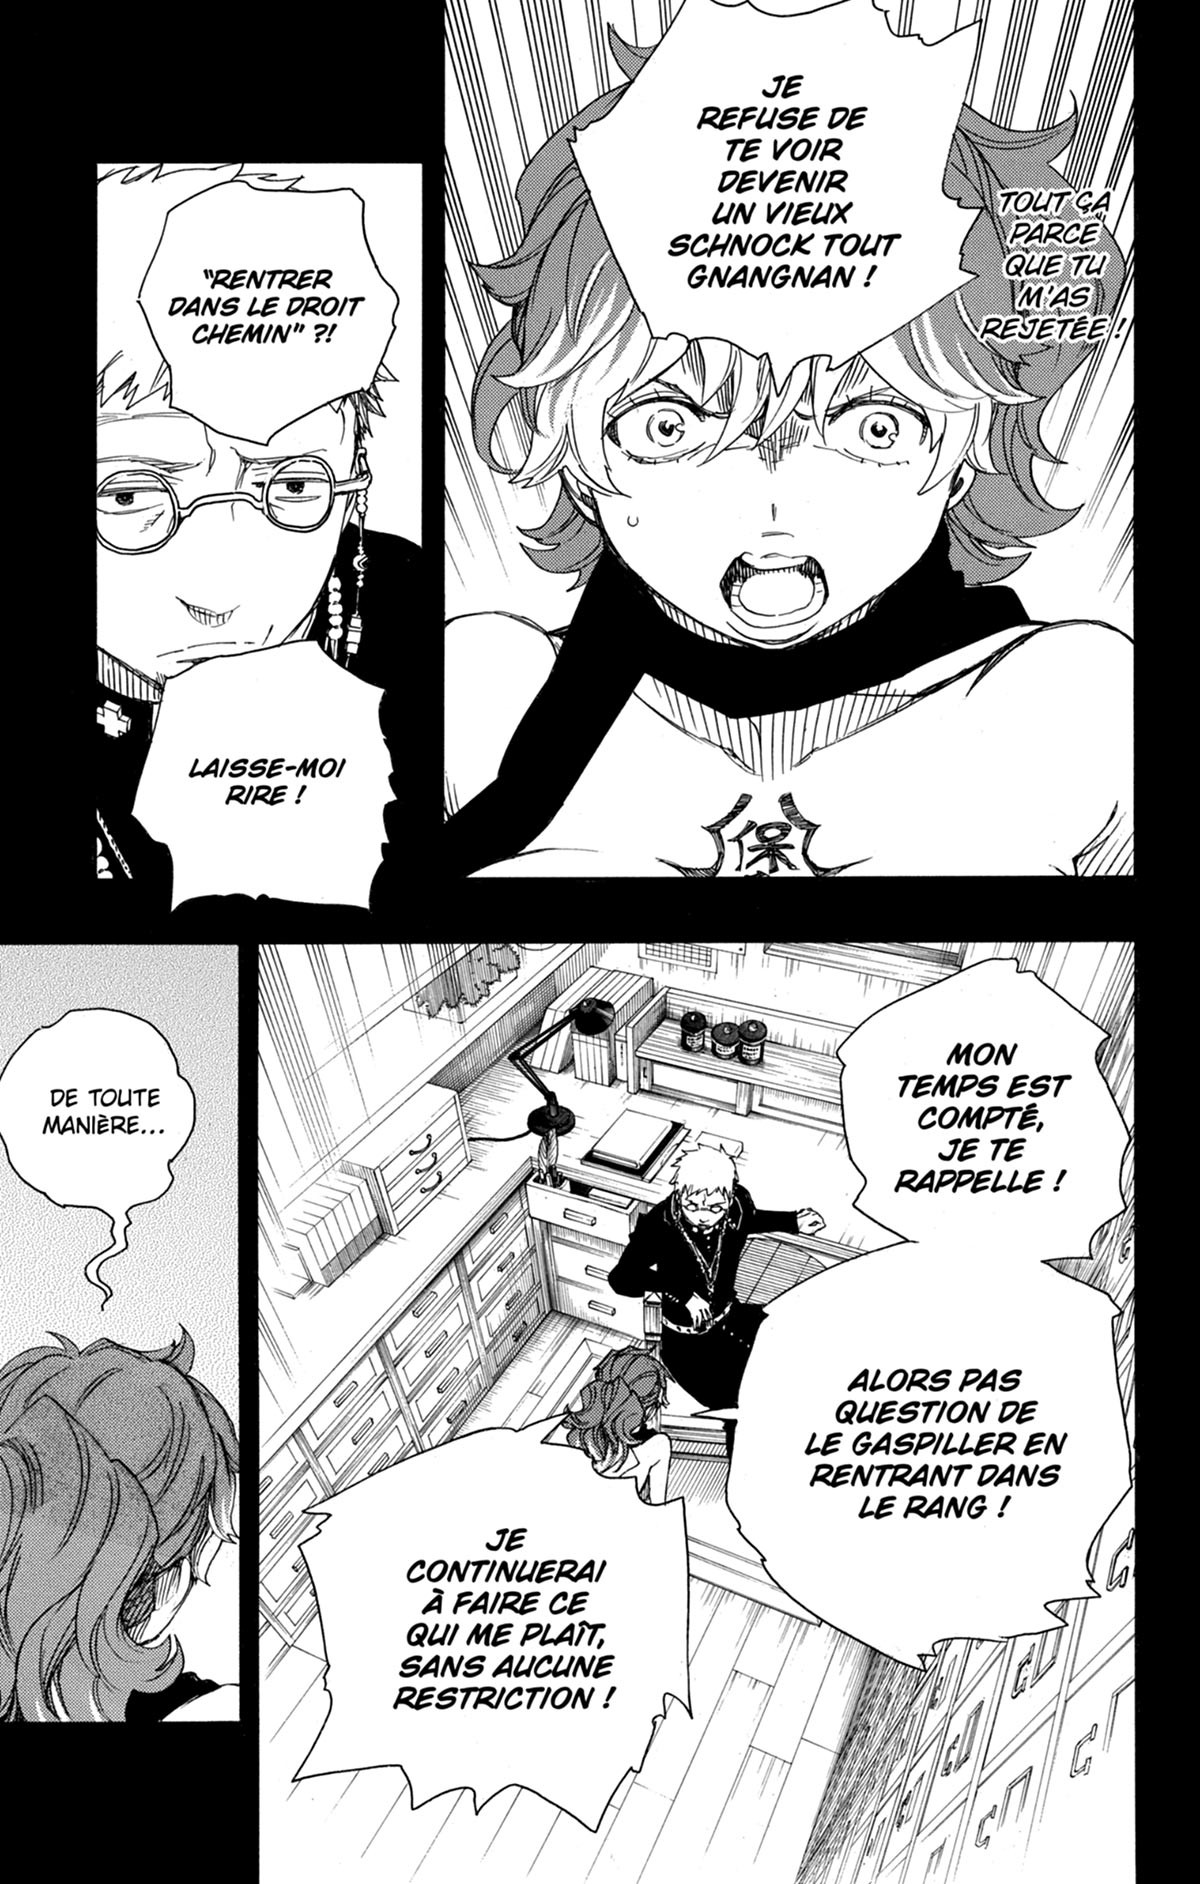 JE
REFUSE DE
TE VOIR
DEVENIR
UN VIEUX
SCHNOCK TOUT
GNANGNAN !
TOUT ÇA
PARCE
QUE TU
M'AS
REJETÉE !
保
"RENTRER
DANS LE DROIT
CHEMIN" ?!
LAISSE-MOI
RIRE !
MON
TEMPS EST
COMPTÉ,
JE TE
RAPPELLE !
ALORS PAS
QUESTION DE
LE GASPILLER EN
RENTRANT DANS
LE RANG !
JE
CONTINUERAI
À FAIRE CE
QUI ME PLAÎT,
SANS AUCUNE
RESTRICTION !
DE TOUTE
MANIÈRE...